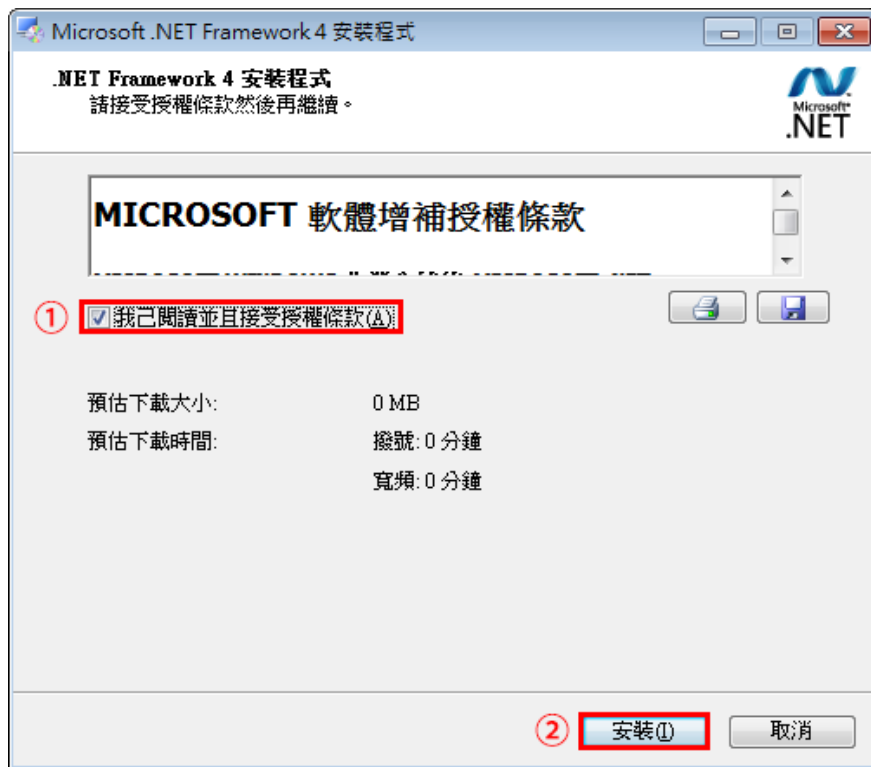 Microsoft .NET Framework 4 安裝程式
.NET Framework 4 安裝程式
請接受授權條款然後再繼續。
Microsoft
.NET
MICROSOFT 軟體增補授權條款
① 我已閱讀並且接受授權條款(A)
預估下載大小: 0 MB
預估下載時間: 撥號: 0 分鐘
寬頻: 0 分鐘
② 安裝(I) 取消